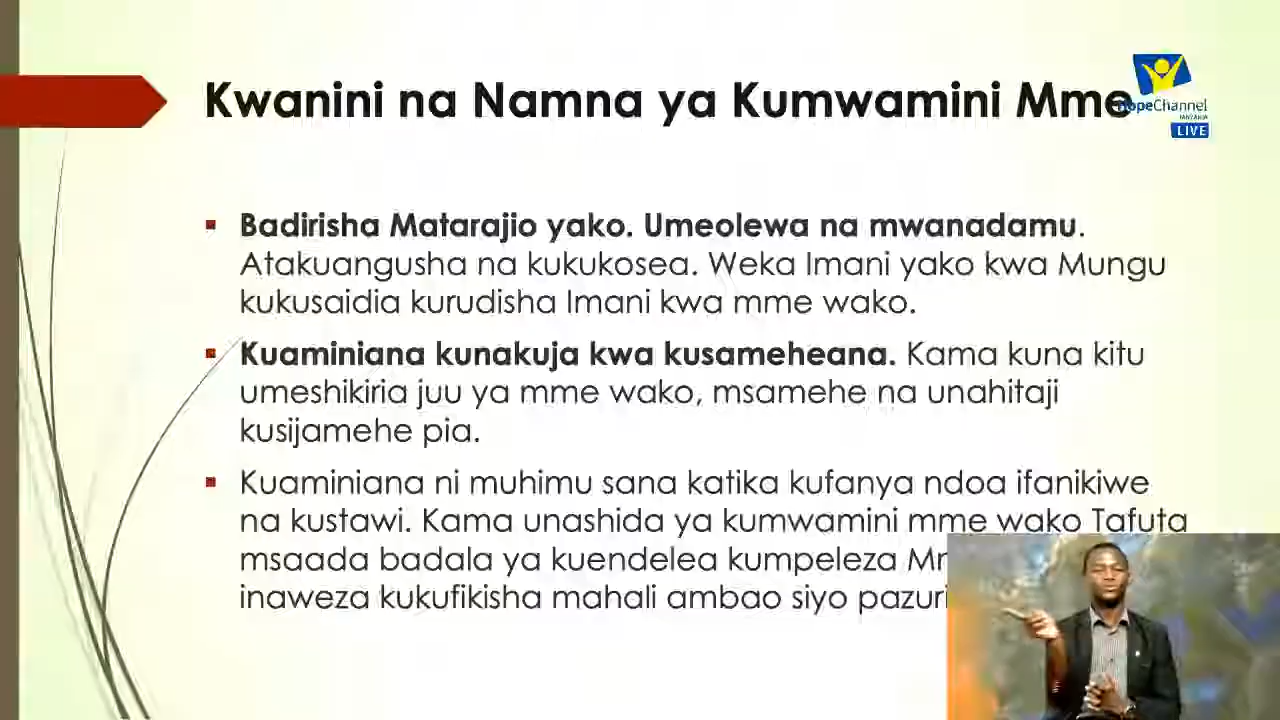 Kwanini na Namna ya Kumwamini Mme
HopeChannel
TANZANIA
LIVE
Badirisha Matarajio yako. Umeolewa na mwanadamu.
Atakuangusha na kukukosea. Weka Imani yako kwa Mungu
kukusaidia kurudisha Imani kwa mme wako.
Kuaminiana kunakuja kwa kusameheana. Kama kuna kitu
umeshikiria juu ya mme wako, msamehe na unahitaji
kusijamehe pia.
Kuaminiana ni muhimu sana katika kufanya ndoa ifanikiwe
na kustawi. Kama unashida ya kumwamini mme wako Tafuta
msaada badala ya kuendelea kumpeleza
inaweza kukufikisha mahali ambao siyo pazuri